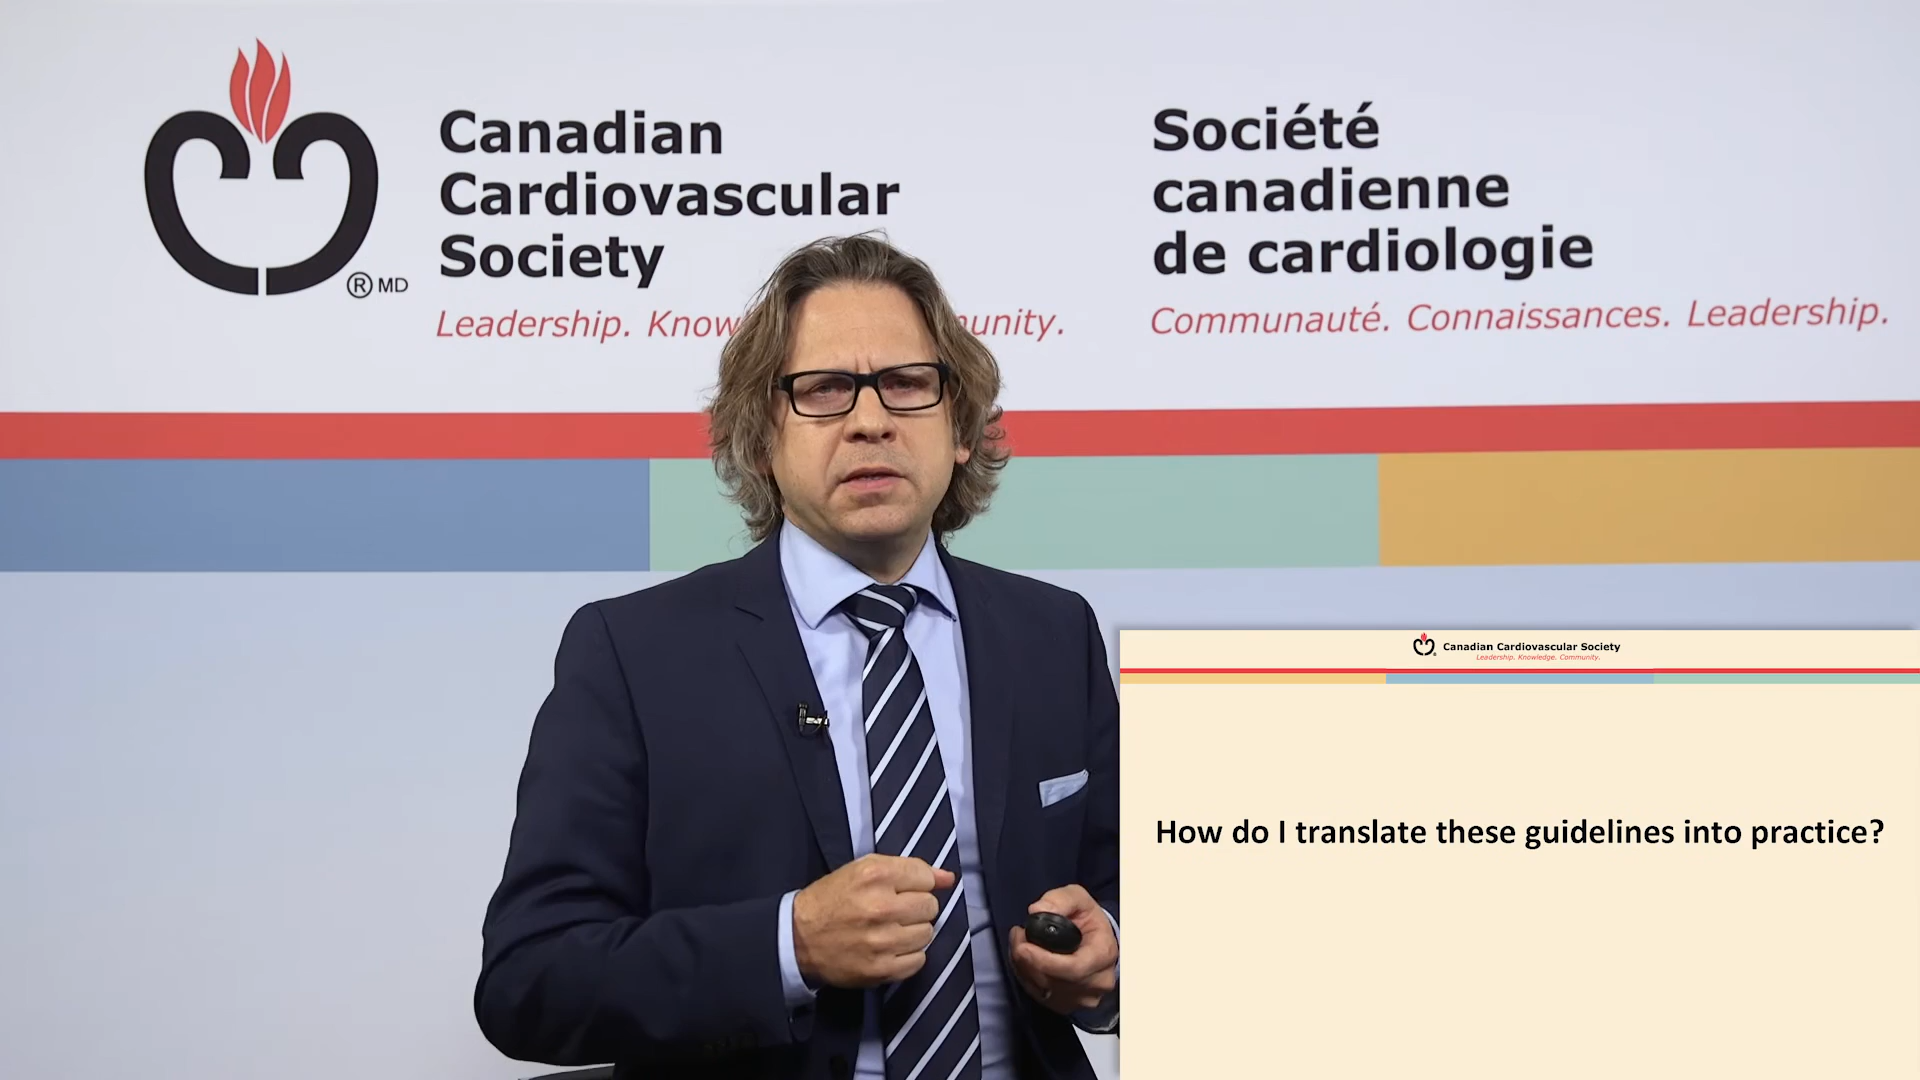 Canadian
Cardiovascular
Society
Leadership. Know unity.
® MD
Société
canadienne
de cardiologie
Communauté. Connaissances. Leadership.
Canadian Cardiovascular Society
Leadership. Knowledge. Community.
How do I translate these guidelines into practice?